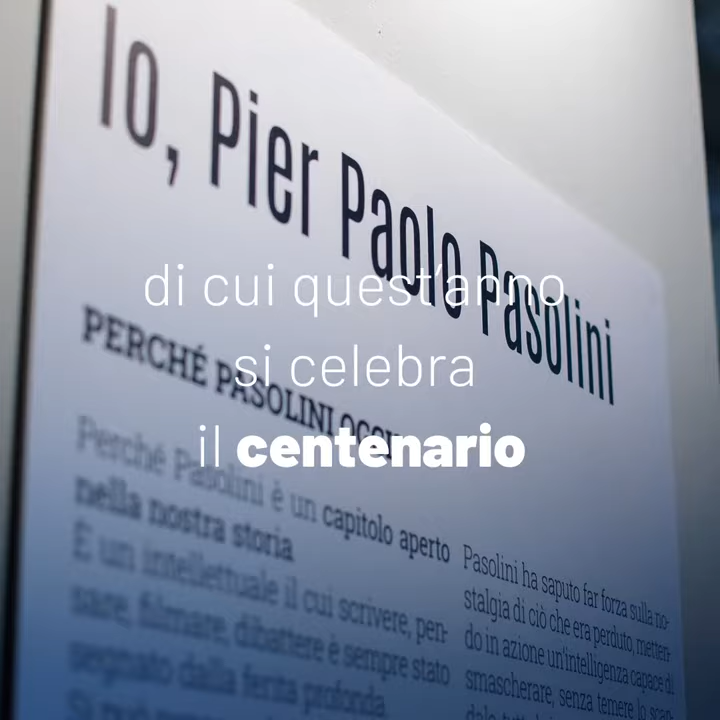 Io, Pier Paolo Pasolini
di cui quest'anno
si celebra
il centenario
PERCHÉ PASOLINI OGGI
Perché Pasolini è un capitolo aperto
nella nostra storia
È un intellettuale il cui scrivere, pen-
sare, filmare, dibattere è sempre stato
segnato dalla ferita profonda
Pasolini ha saputo far forza sulla no-
stalgia di ciò che era perduto, metten-
do in azione un'intelligenza capace di
smascherare, senza temere lo scan-